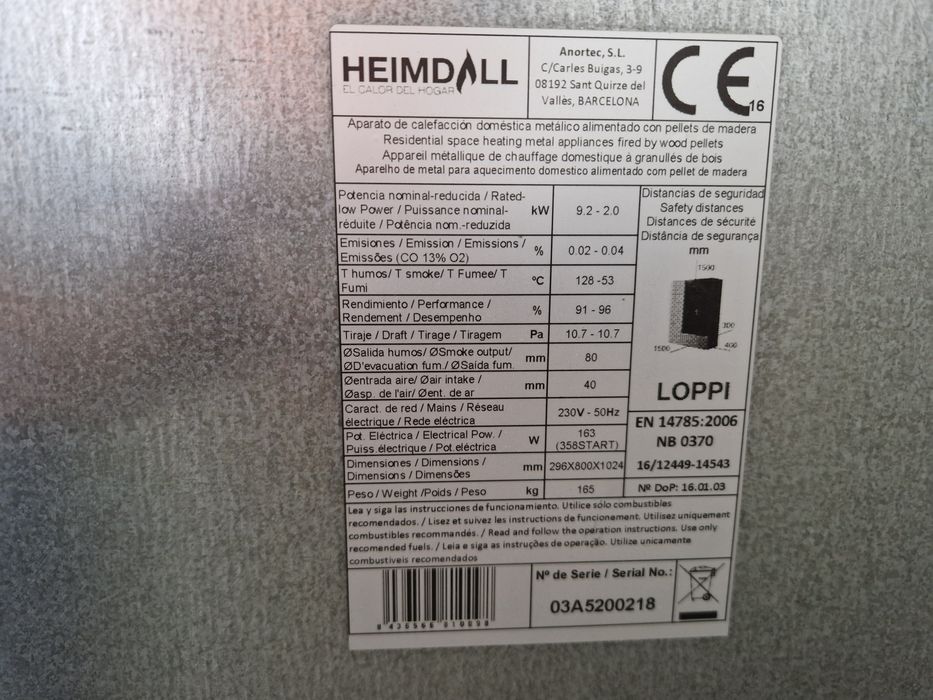 HEIMDALL
EL CALOR DEL HOGAR
Anortec, S.L.
C/Carles Buigas, 3-9
08192 Sant Quirze del
Vallès, BARCELONA
CE
16
Aparato de calefacción doméstica metálico alimentado con pellets de madera
Residential space heating metal appliances fired by wood pellets
Appareil métallique de chauffage domestique à granullés de bois
Aparelho de metal para aquecimento domestico alimentado com pellet de madera
Potencia nominal-reducida / Rated-
low Power / Puissance nominal-
réduite / Potência nom.-reduzida
kW
9.2 - 2.0
Emisiones / Emission / Emissions /
Emissões (CO 13% O2)
%
0.02 - 0.04
T humos/ T smoke/ T Fumee/ T
Fumi
ºC
128 -53
Rendimiento / Performance /
Rendement / Desempenho
%
91 - 96
Tiraje / Draft / Tirage / Tiragem
Pa
10.7 - 10.7
ØSalida humos/ ØSmoke output/
ØD'evacuation fum./ ØSaída fum.
mm
80
Øentrada aire/ Øair intake /
Øasp. de l'air/ Øent. de ar
mm
40
Caract. de red / Mains / Réseau
électrique / Rede eléctrica
230V - 50Hz
Pot. Eléctrica / Electrical Pow. /
Puiss.électrique / Pot.eléctrica
W
163
(358START)
Dimensiones / Dimensions /
Dimensions / Dimensões
mm
296X800X1024
Peso / Weight /Poids / Peso
kg
165
Distancias de seguridad
Safety distances
Distances de sécurité
Distância de segurança
mm
1500
300
1500
400
LOPPI
EN 14785:2006
NB 0370
16/12449-14543
Nº DoP: 16.01.03
Lea y siga las instrucciones de funcionamiento. Utilice sólo combustibles
recomendados. / Lisez et suivez les instructions de funcionement. Utilisez uniquement
combustibles recommandés. / Read and follow the operation instructions. Use only
recomended fuels. / Leia e siga as instruções de operação. Utilize unicamente
combustiveis recomendados
Nº de Serie / Serial No.:
03A5200218